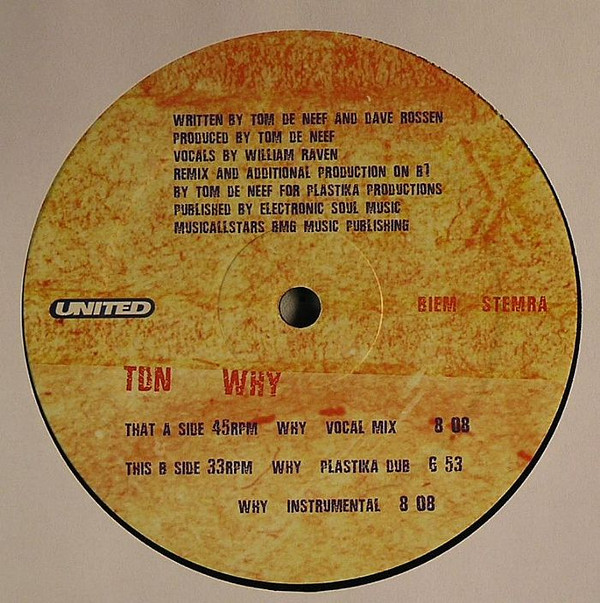 WRITTEN BY TOM DE NEEF AND DAVE ROSSEN
PRODUCED BY TOM DE NEEF
VOCALS BY WILLIAM RAVEN
REMIX AND ADDITIONAL PRODUCTION ON B1
BY TOM DE NEEF FOR PLASTIKA PRODUCTIONS
PUBLISHED BY ELECTRONIC SOUL MUSIC
MUSICALLSTARS BMG MUSIC PUBLISHING
UNITED BIEM STEMRA
TDN WHY
THAT A SIDE 45RPM WHY VOCAL MIX 8 08
THIS B SIDE 33RPM WHY PLASTIKA DUB 6 53
WHY INSTRUMENTAL 8 08